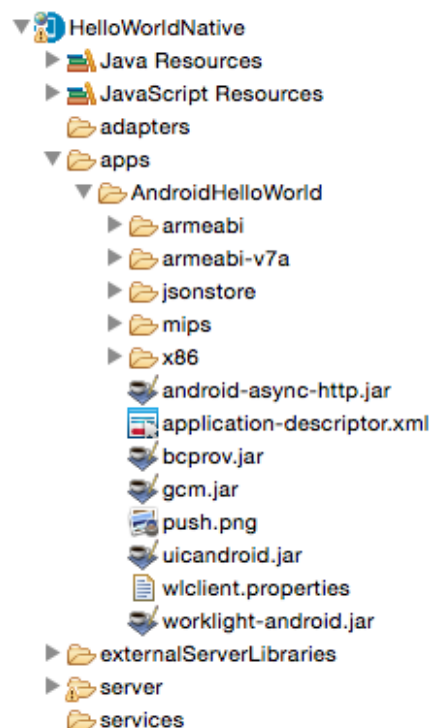 HelloWorldNative
Java Resources
JavaScript Resources
adapters
apps
AndroidHelloWorld
armeabi
armeabi-v7a
jsonstore
mips
x86
android-async-http.jar
application-descriptor.xml
bcprov.jar
gcm.jar
push.png
uicandroid.jar
wlclient.properties
worklight-android.jar
externalServerLibraries
server
services